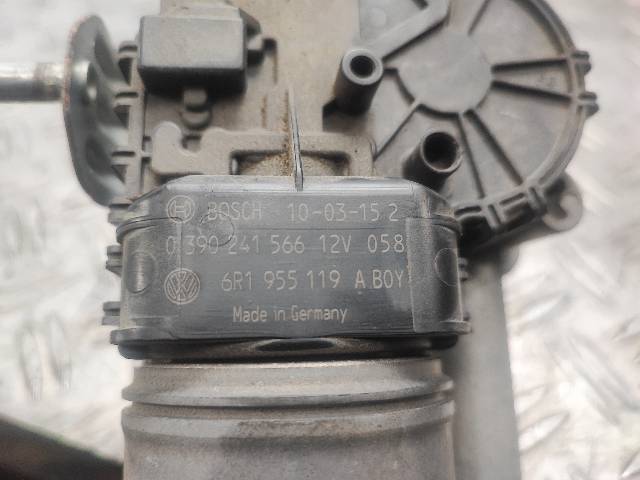 BOSCH 10-03-15 2
0 390 241 566 12V 058
6R1 955 119 A BOY
Made in Germany